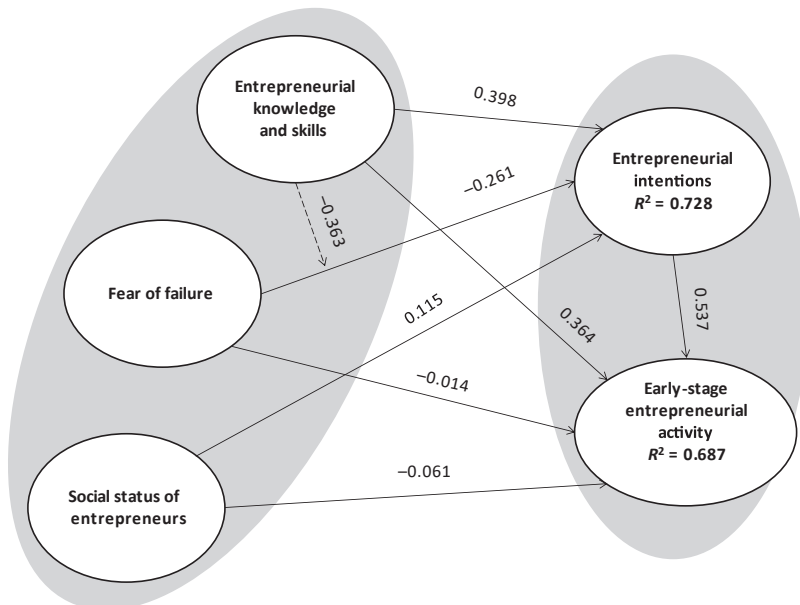 Entrepreneurial
knowledge
and skills
0.398
Entrepreneurial
intentions
R² = 0.728
–0.261
–0.363
Fear of failure
0.115
0.364
0.537
–0.014
Early-stage
entrepreneurial
activity
R² = 0.687
–0.061
Social status of
entrepreneurs